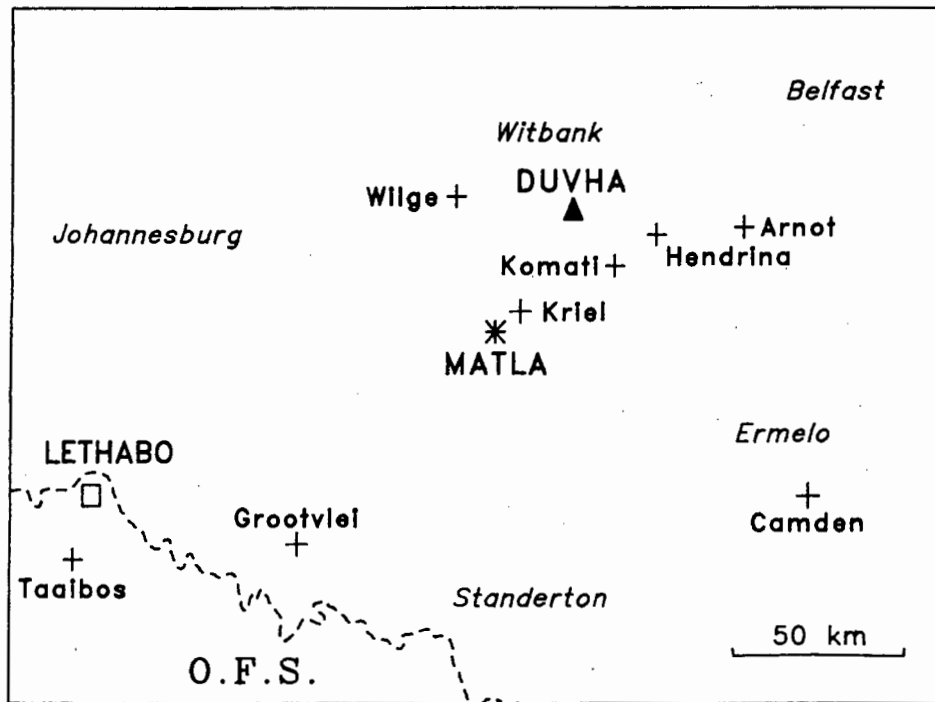 Belfast
Witbank
DUVHA
Wilge
Johannesburg
Arnot
Hendrina
Komati
Kriel
MATLA
Ermelo
LETHABO
Grootvlei
Camden
Taaibos
Standerton
50 km
O.F.S.